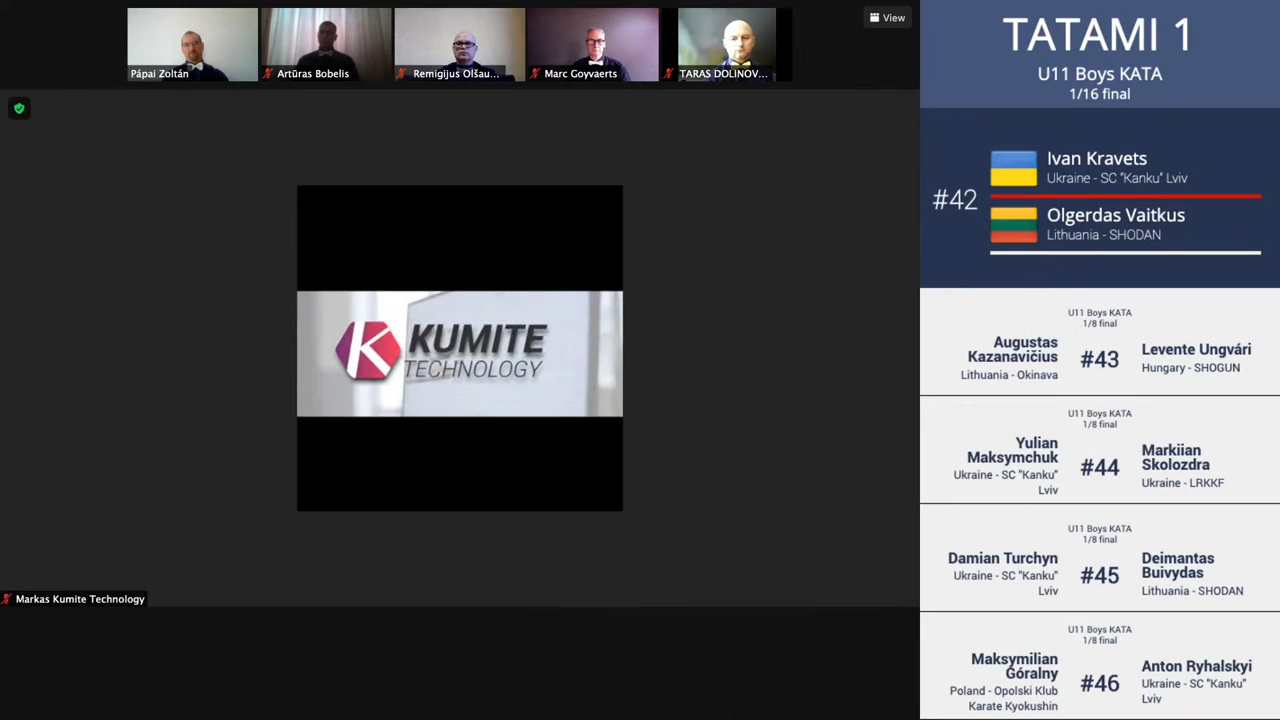 View
Pápai Zoltán
Artūras Bobelis
Remigijus Olšau...
Marc Goyvaerts
TARAS DOLINOV...
KUMITE
TECHNOLOGY
Markas Kumite Technology
TATAMI 1
U11 Boys KATA
1/16 final
#42
Ivan Kravets
Ukraine - SC "Kanku" Lviv
Olgerdas Vaitkus
Lithuania - SHODAN
U11 Boys KATA
1/8 final
Augustas
Kazanavičius
Lithuania - Okinava
#43
Levente Ungvári
Hungary - SHOGUN
U11 Boys KATA
1/8 final
Yulian
Maksymchuk
Ukraine - SC "Kanku"
Lviv
#44
Markiian
Skolozdra
Ukraine - LRKKF
U11 Boys KATA
1/8 final
Damian Turchyn
Ukraine - SC "Kanku"
Lviv
#45
Deimantas
Buivydas
Lithuania - SHODAN
U11 Boys KATA
1/8 final
Maksymilian
Góralny
Poland - Opolski Klub
Karate Kyokushin
#46
Anton Ryhalskyi
Ukraine - SC "Kanku"
Lviv